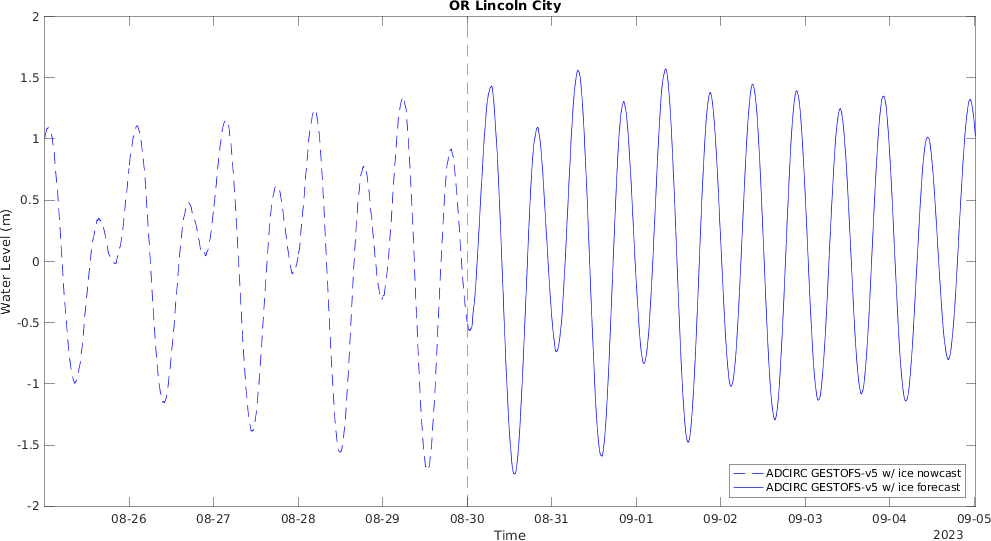 OR Lincoln City
2
1.5
1
0.5
0
-0.5
-1
-1.5
-2
Water Level (m)
ADCIRC GESTOFS-v5 w/ ice nowcast
ADCIRC GESTOFS-v5 w/ ice forecast
08-26 08-27 08-28 08-29 08-30 08-31 09-01 09-02 09-03 09-04 09-05
Time
2023